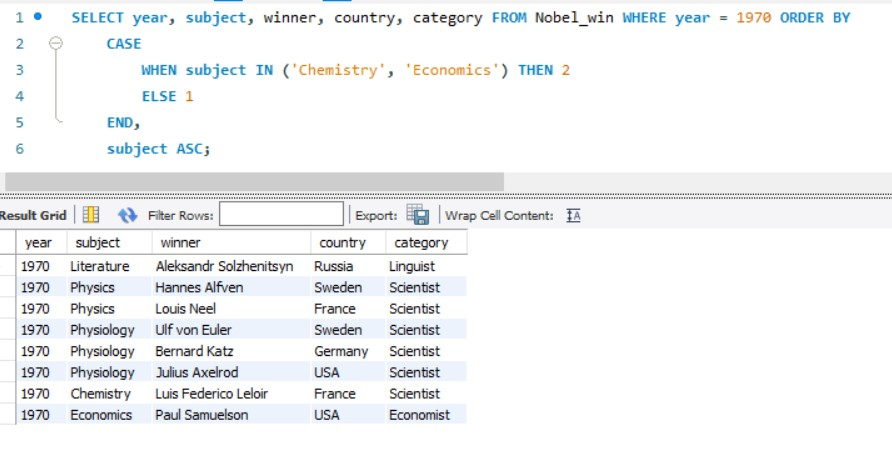 1 SELECT year, subject, winner, country, category FROM Nobel_win WHERE year = 1970 ORDER BY
2 CASE
3 WHEN subject IN ('Chemistry', 'Economics') THEN 2
4 ELSE 1
5 END,
6 subject ASC;
Result Grid Filter Rows: Export: Wrap Cell Content: IA
year subject winner country category
1970 Literature Aleksandr Solzhenitsyn Russia Linguist
1970 Physics Hannes Alfven Sweden Scientist
1970 Physics Louis Neel France Scientist
1970 Physiology Ulf von Euler Sweden Scientist
1970 Physiology Bernard Katz Germany Scientist
1970 Physiology Julius Axelrod USA Scientist
1970 Chemistry Luis Federico Leloir France Scientist
1970 Economics Paul Samuelson USA Economist